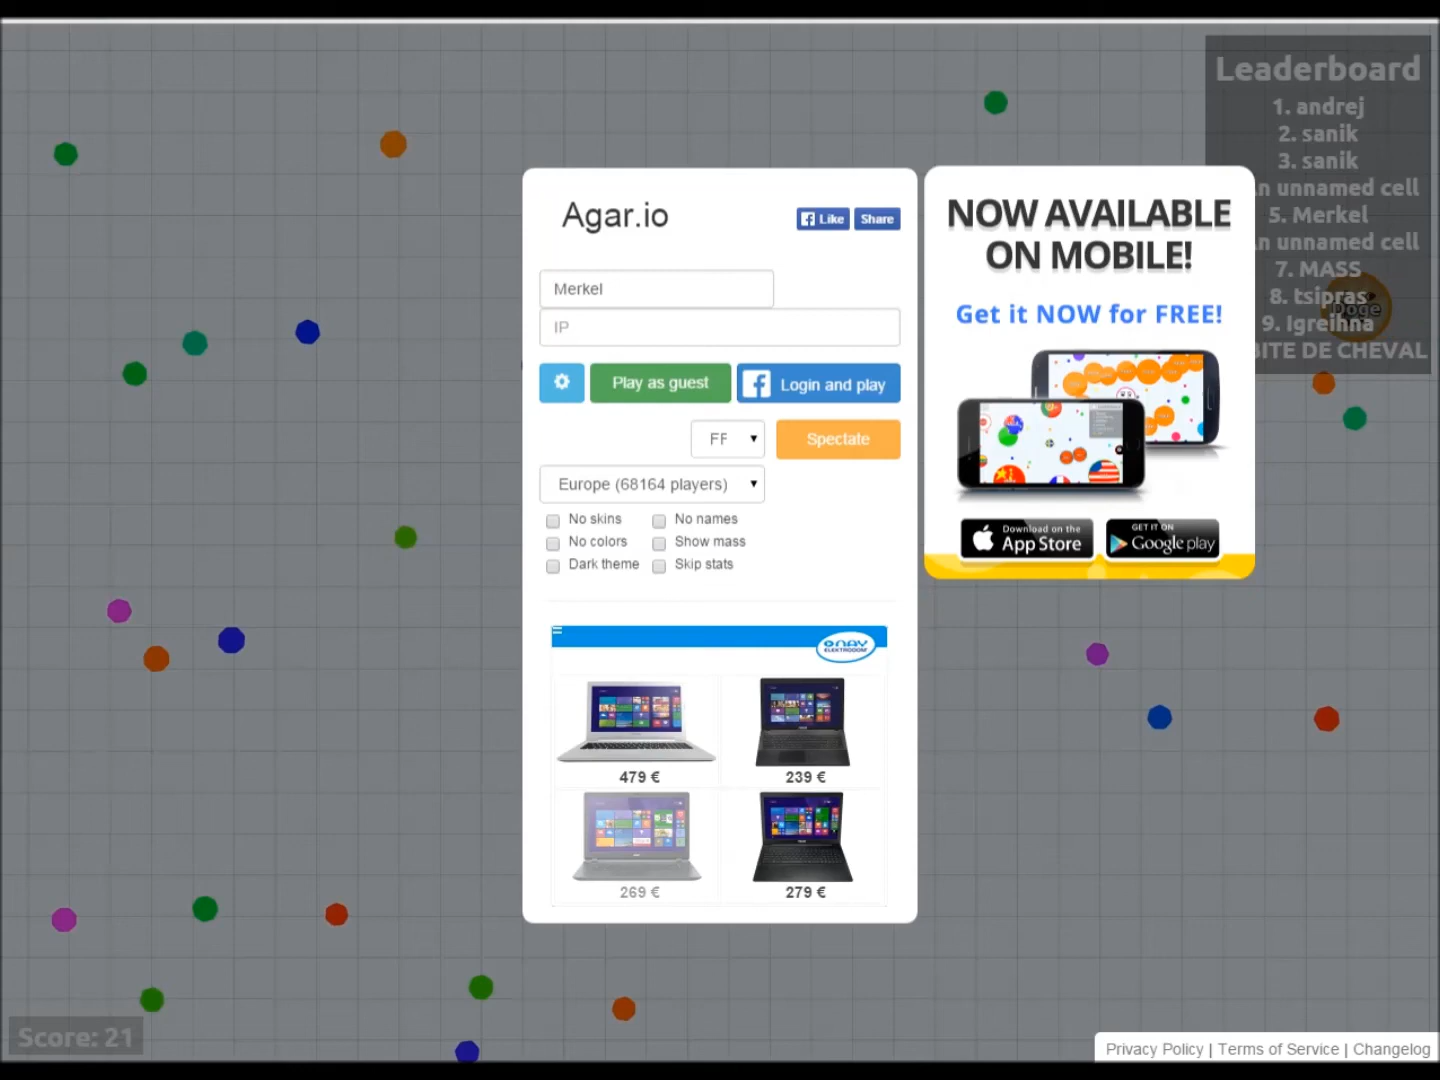 Leaderboard
1. andrej
2. sanik
3. sanik
n unnamed cell
5. Merkel
n unnamed cell
7. MASS
8. tsipras
9. Igreihna
BITE DE CHEVAL
Doge
Agar.io
Like
Share
Merkel
IP
Play as guest
Login and play
FF
Spectate
Europe (68164 players)
No skins
No names
No colors
Show mass
Dark theme
Skip stats
NAY
ELEKTRODOM
479 €
239 €
269 €
279 €
NOW AVAILABLE
ON MOBILE!
Get it NOW for FREE!
Download on the
App Store
GET IT ON
Google play
Score: 21
Privacy Policy | Terms of Service | Changelog